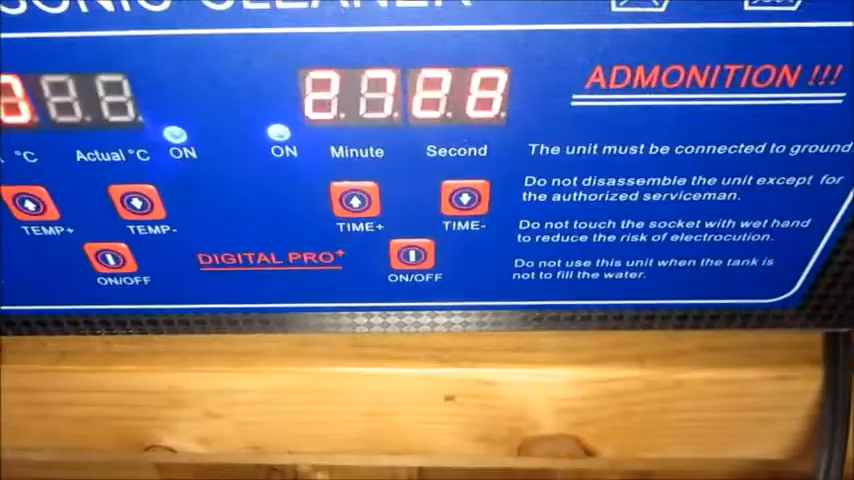 SONIC CLEANER
ADMONITION !!!
°C Actual °C ON ON Minute Second
TEMP+ TEMP- TIME+ TIME-
ON/OFF DIGITAL PRO+ ON/OFF
The unit must be connected to ground
Do not disassemble the unit except for
the authorized serviceman.
Do not touch the socket with wet hand
to reduce the risk of electrocution.
Do not use this unit when the tank is
not to fill the water.